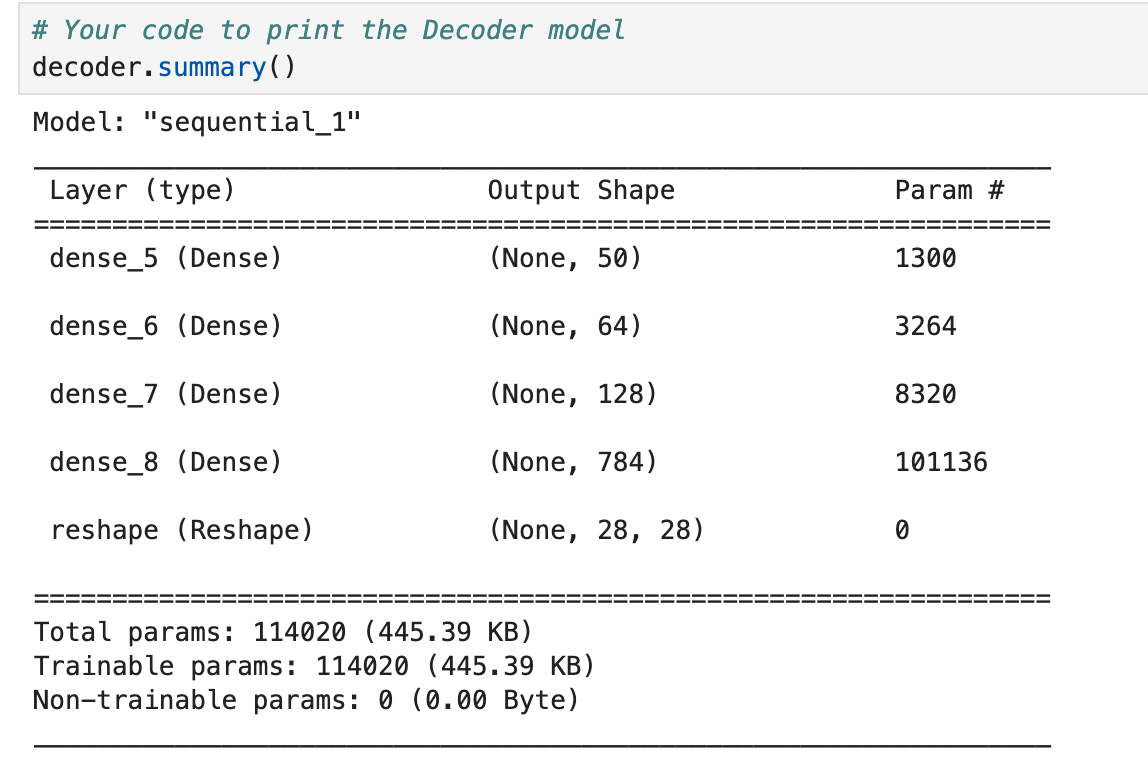 # Your code to print the Decoder model
decoder.summary()
Model: "sequential_1"
Layer (type) Output Shape Param #
=================================================================
dense_5 (Dense) (None, 50) 1300
dense_6 (Dense) (None, 64) 3264
dense_7 (Dense) (None, 128) 8320
dense_8 (Dense) (None, 784) 101136
reshape (Reshape) (None, 28, 28) 0
=================================================================
Total params: 114020 (445.39 KB)
Trainable params: 114020 (445.39 KB)
Non-trainable params: 0 (0.00 Byte)